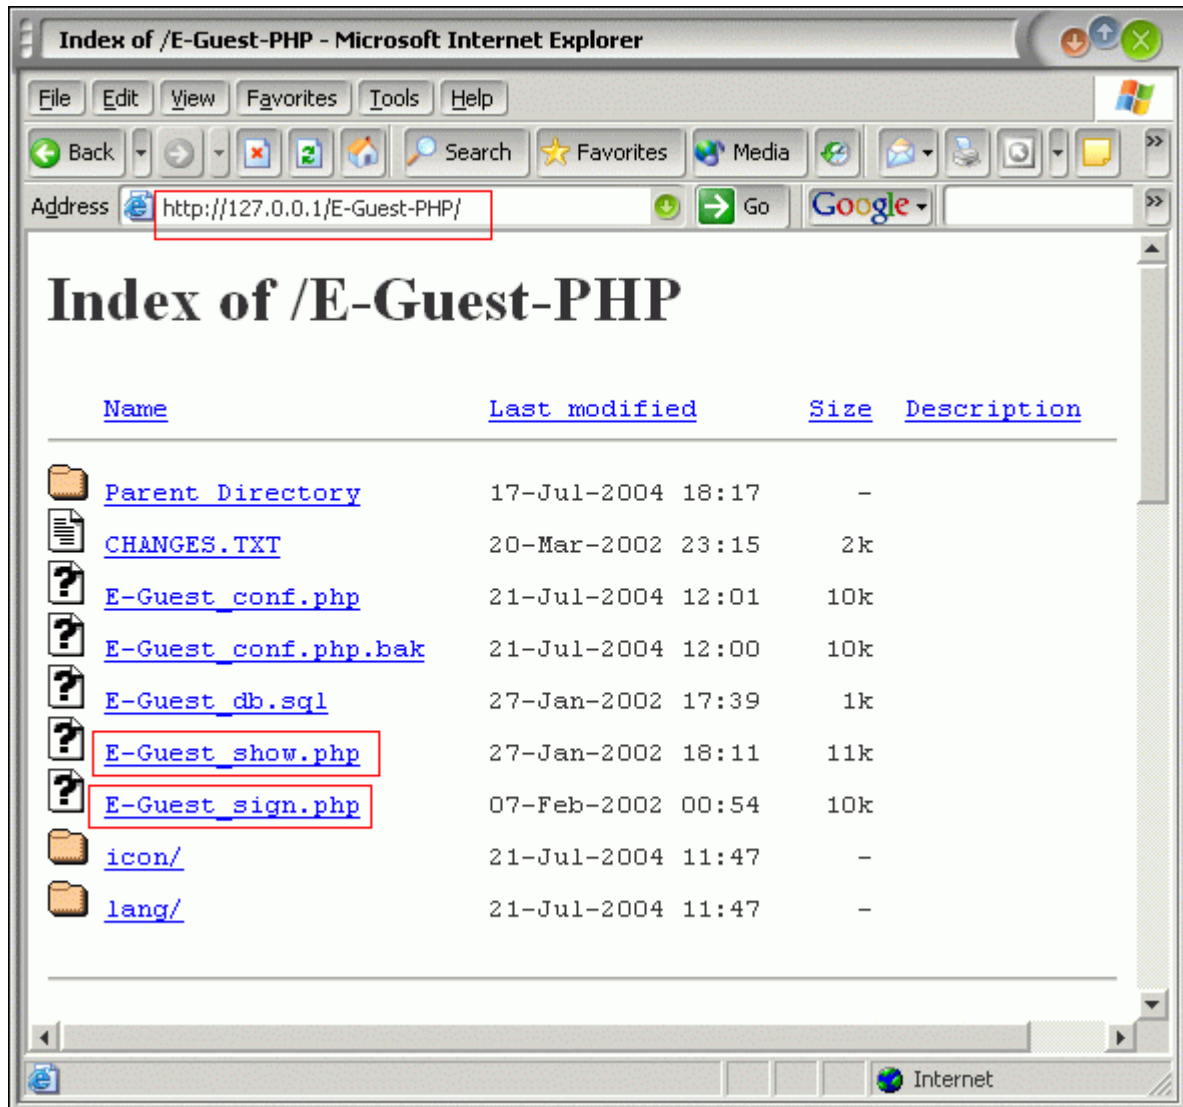 Index of /E-Guest-PHP - Microsoft Internet Explorer
File Edit View Favorites Tools Help
Back Search Favorites Media »
Address http://127.0.0.1/E-Guest-PHP/ Go Google »
Index of /E-Guest-PHP
Name Last modified Size Description
Parent Directory 17-Jul-2004 18:17 -
CHANGES.TXT 20-Mar-2002 23:15 2k
E-Guest_conf.php 21-Jul-2004 12:01 10k
E-Guest_conf.php.bak 21-Jul-2004 12:00 10k
E-Guest_db.sql 27-Jan-2002 17:39 1k
E-Guest_show.php 27-Jan-2002 18:11 11k
E-Guest_sign.php 07-Feb-2002 00:54 10k
icon/ 21-Jul-2004 11:47 -
lang/ 21-Jul-2004 11:47 -
Internet